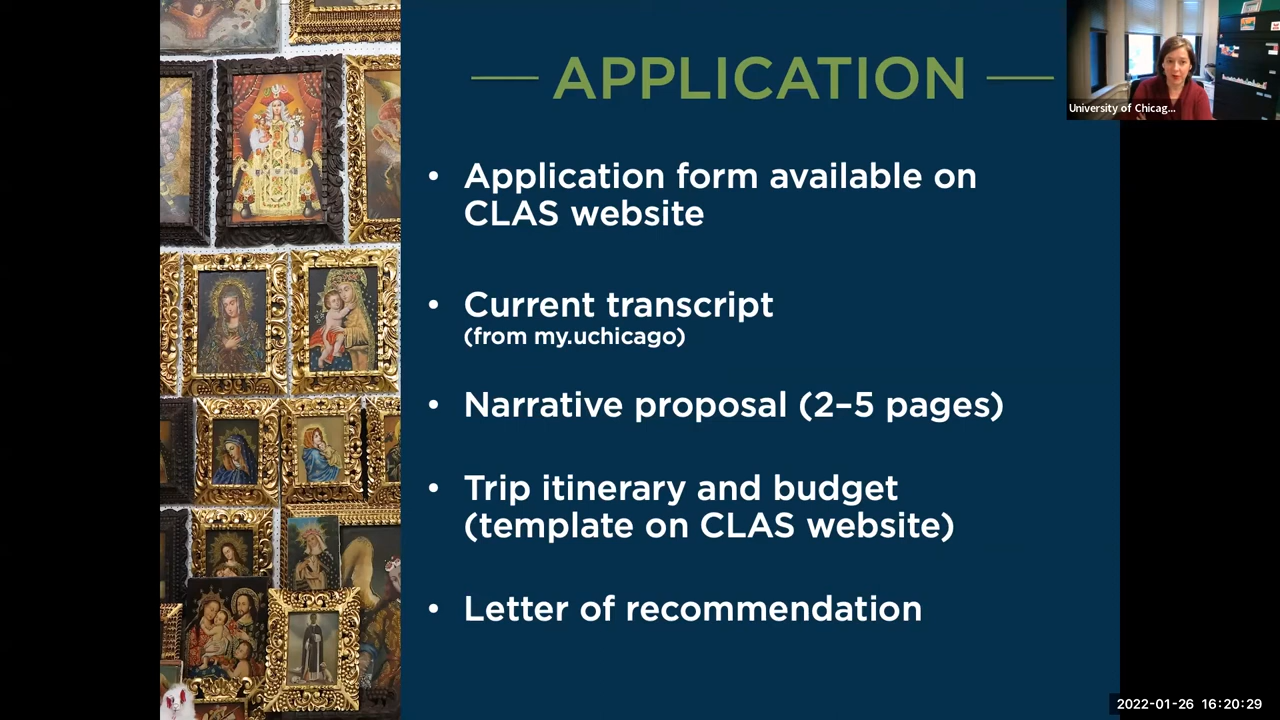 APPLICATION
University of Chicag...
• Application form available on
CLAS website
• Current transcript
(from my.uchicago)
• Narrative proposal (2–5 pages)
• Trip itinerary and budget
(template on CLAS website)
• Letter of recommendation
2022-01-26 16:20:29